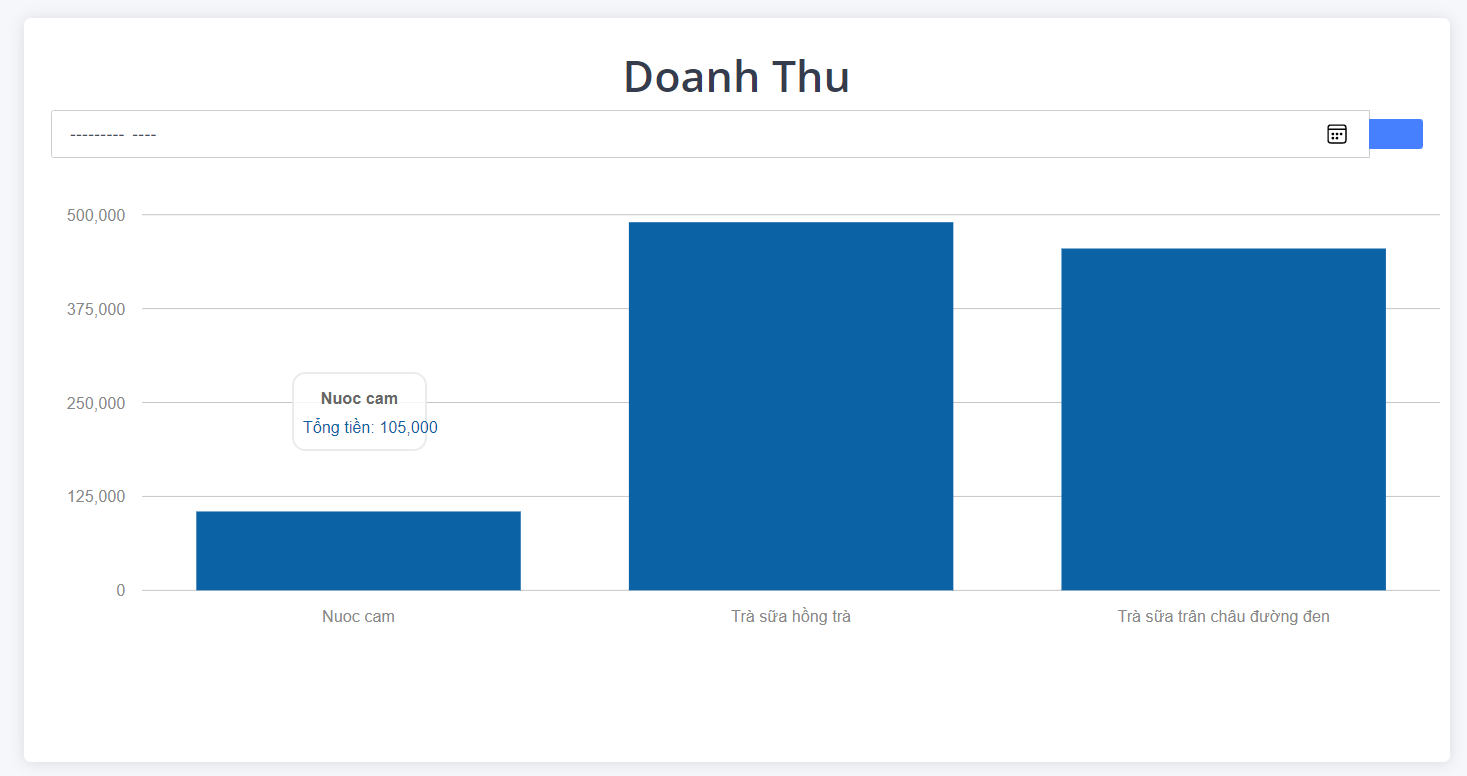 Doanh Thu
--------- ----
500,000
375,000
250,000
125,000
0
Nuoc cam
Tổng tiền: 105,000
Nuoc cam
Trà sữa hồng trà
Trà sữa trân châu đường đen